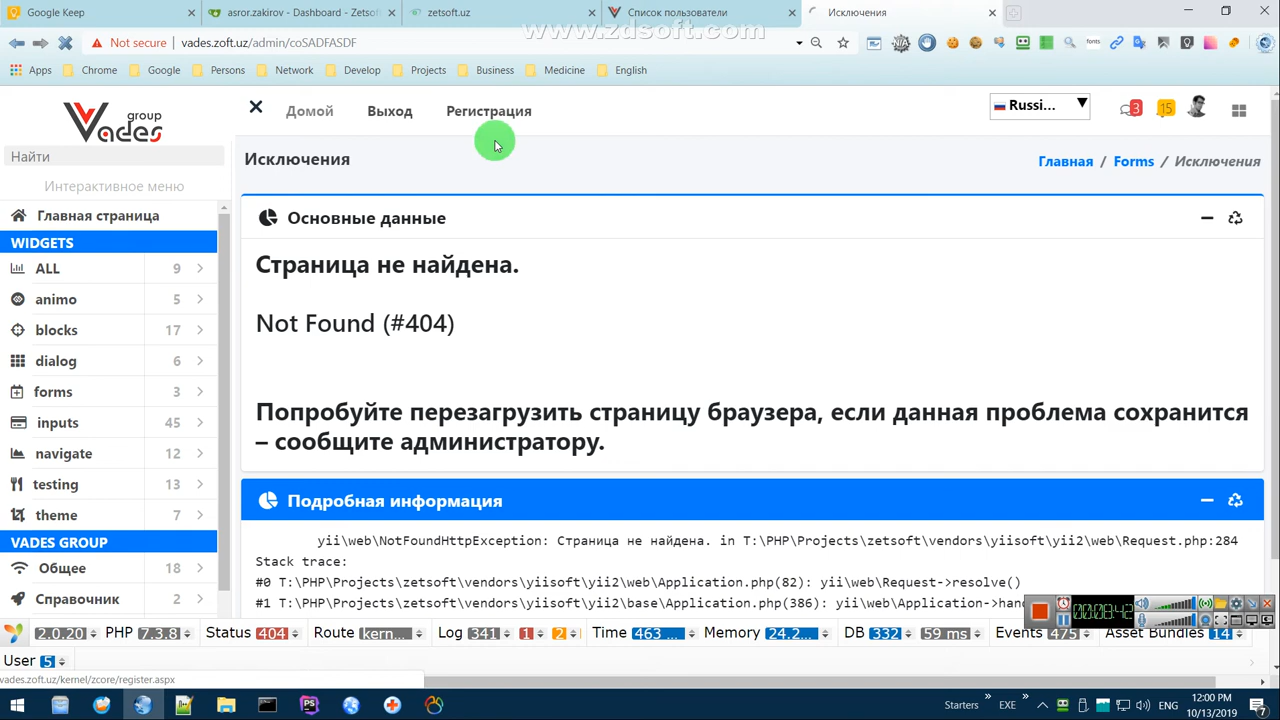 Google Keep
asror.zakirov - Dashboard - Zetsof
zetsoft.uz
Список пользователи
Исключения
www.zdsoft.com
Not secure
vades.zoft.uz/admin/coSADFASDF
Apps
Chrome
Google
Persons
Network
Develop
Projects
Business
Medicine
English
Vades group
Домой
Выход
Регистрация
Russi...
3
15
Найти
Исключения
Главная / Forms / Исключения
Интерактивное меню
Главная страница
WIDGETS
ALL 9
animo 5
blocks 17
dialog 6
forms 3
inputs 45
navigate 12
testing 13
theme 7
VADES GROUP
Общее 18
Справочник 2
Основные данные
Страница не найдена.
Not Found (#404)
Попробуйте перезагрузить страницу браузера, если данная проблема сохранится
– сообщите администратору.
Подробная информация
yii\web\NotFoundHttpException: Страница не найдена. in T:\PHP\Projects\zetsoft\vendors\yiisoft\yii2\web\Request.php:284
Stack trace:
#0 T:\PHP\Projects\zetsoft\vendors\yiisoft\yii2\web\Application.php(82): yii\web\Request->resolve()
#1 T:\PHP\Projects\zetsoft\vendors\yiisoft\yii2\base\Application.php(386): yii\web\Application->han
00:08:42
2.0.20 PHP 7.3.8 Status 404 Route kern... Log 341 1 2 Time 463 ... Memory 24.2... DB 332 59 ms Events 475 Asset Bundles 14
User 5
vades.zoft.uz/kernel/zcore/register.aspx
Starters
EXE
ENG
12:00 PM
10/13/2019
7